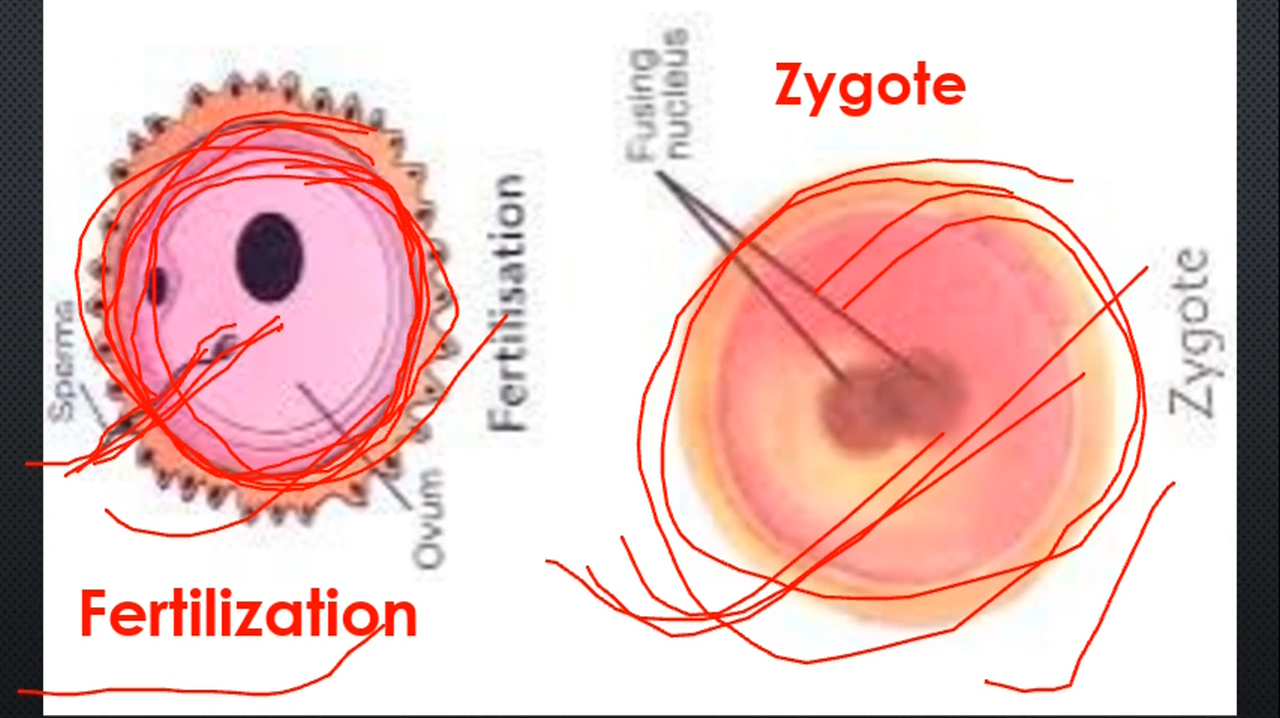 Sperms
Fertilisation
Ovum
Fertilization
Fusing
nucleus
Zygote
Zygote